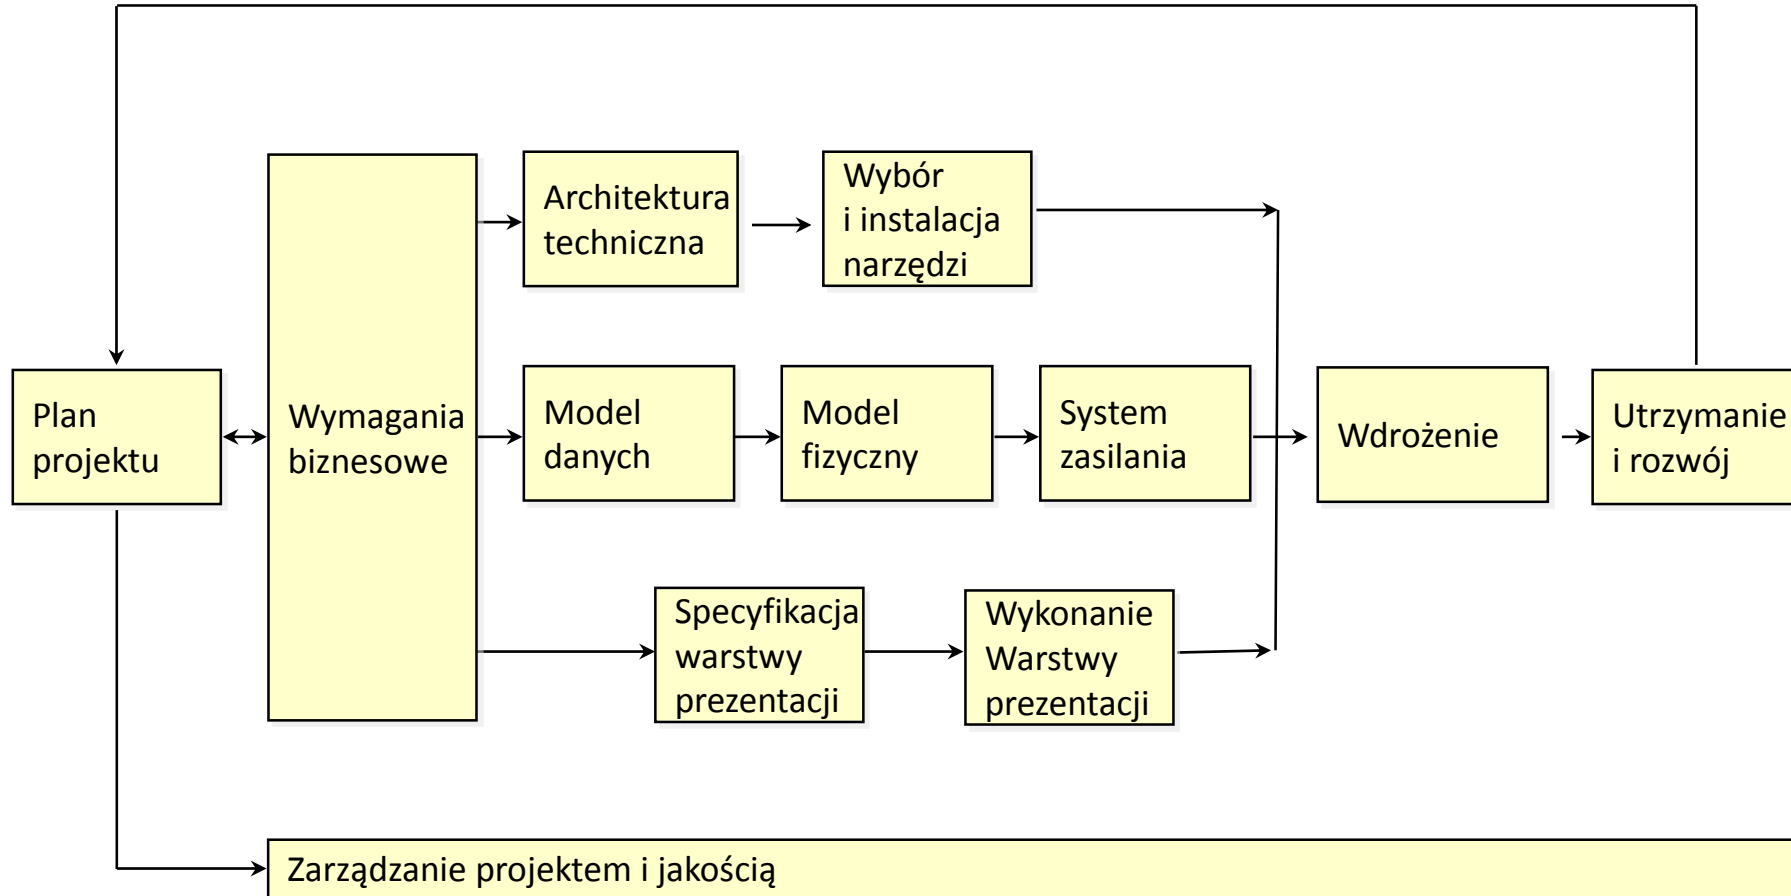 Architektura
techniczna
Wybór
i instalacja
narzędzi
Plan
projektu
Wymagania
biznesowe
Model
danych
Model
fizyczny
System
zasilania
Wdrożenie
Utrzymanie
i rozwój
Specyfikacja
warstwy
prezentacji
Wykonanie
Warstwy
prezentacji
Zarządzanie projektem i jakością